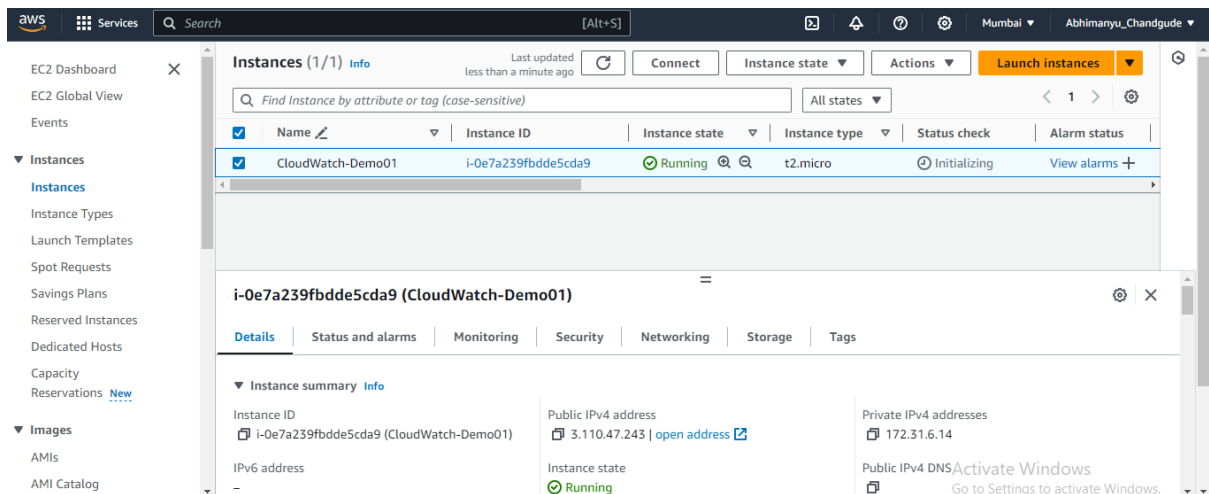 aws Services Search [Alt+S] Mumbai Abhimanyu_Chandgude
EC2 Dashboard
EC2 Global View
Events
Instances
Instances
Instance Types
Launch Templates
Spot Requests
Savings Plans
Reserved Instances
Dedicated Hosts
Capacity
Reservations New
Images
AMIs
AMI Catalog
Instances (1/1) Info
Last updated
less than a minute ago
Connect Instance state Actions Launch instances
Find Instance by attribute or tag (case-sensitive) All states 1
Name Instance ID Instance state Instance type Status check Alarm status
CloudWatch-Demo01 i-0e7a239fbdde5cda9 Running t2.micro Initializing View alarms
i-0e7a239fbdde5cda9 (CloudWatch-Demo01)
Details Status and alarms Monitoring Security Networking Storage Tags
Instance summary Info
Instance ID Public IPv4 address Private IPv4 addresses
i-0e7a239fbdde5cda9 (CloudWatch-Demo01) 3.110.47.243 | open address 172.31.6.14
IPv6 address Instance state Public IPv4 DNS
– Running
Activate Windows
Go to Settings to activate Windows.